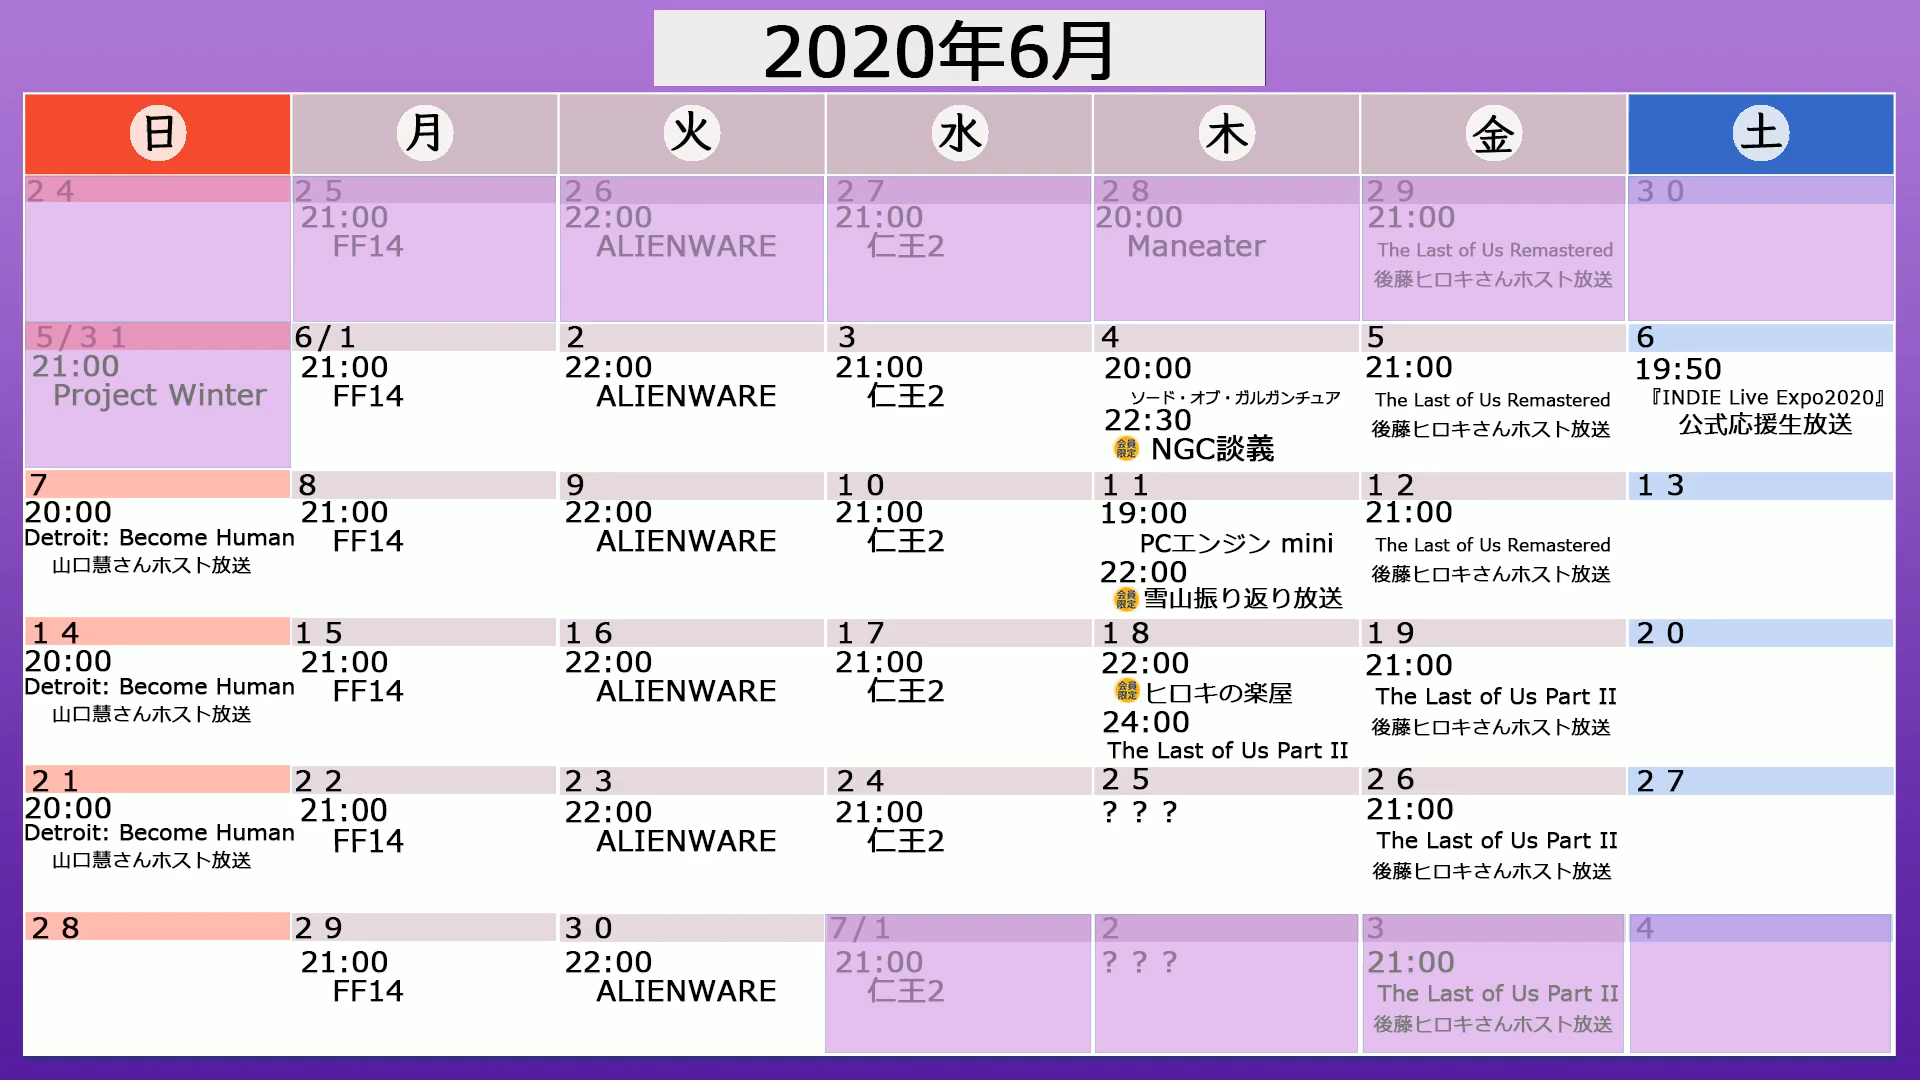 2020年6月
日 月 火 水 木 金 土
24 25 26 27 28 29 30
21:00 22:00 21:00 20:00 21:00
FF14 ALIENWARE 仁王2 Maneater The Last of Us Remastered
後藤ヒロキさんホスト放送
5/31 6/1 2 3 4 5 6
21:00 21:00 22:00 21:00 20:00 21:00 19:50
Project Winter FF14 ALIENWARE 仁王2 ソード・オブ・ガルガンチュア The Last of Us Remastered 『INDIE Live Expo2020』
22:30 後藤ヒロキさんホスト放送 公式応援生放送
会員限定 NGC談義
7 8 9 10 11 12 13
20:00 21:00 22:00 21:00 19:00 21:00
Detroit: Become Human FF14 ALIENWARE 仁王2 PCエンジン mini The Last of Us Remastered
山口慧さんホスト放送 22:00 後藤ヒロキさんホスト放送
会員限定 雪山振り返り放送
14 15 16 17 18 19 20
20:00 21:00 22:00 21:00 22:00 21:00
Detroit: Become Human FF14 ALIENWARE 仁王2 会員限定 ヒロキの楽屋 The Last of Us Part II
山口慧さんホスト放送 24:00 後藤ヒロキさんホスト放送
The Last of Us Part II
21 22 23 24 25 26 27
20:00 21:00 22:00 21:00 ？？？ 21:00
Detroit: Become Human FF14 ALIENWARE 仁王2 The Last of Us Part II
山口慧さんホスト放送 後藤ヒロキさんホスト放送
28 29 30 7/1 2 3 4
21:00 22:00 21:00 ？？？ 21:00
FF14 ALIENWARE 仁王2 The Last of Us Part II
後藤ヒロキさんホスト放送